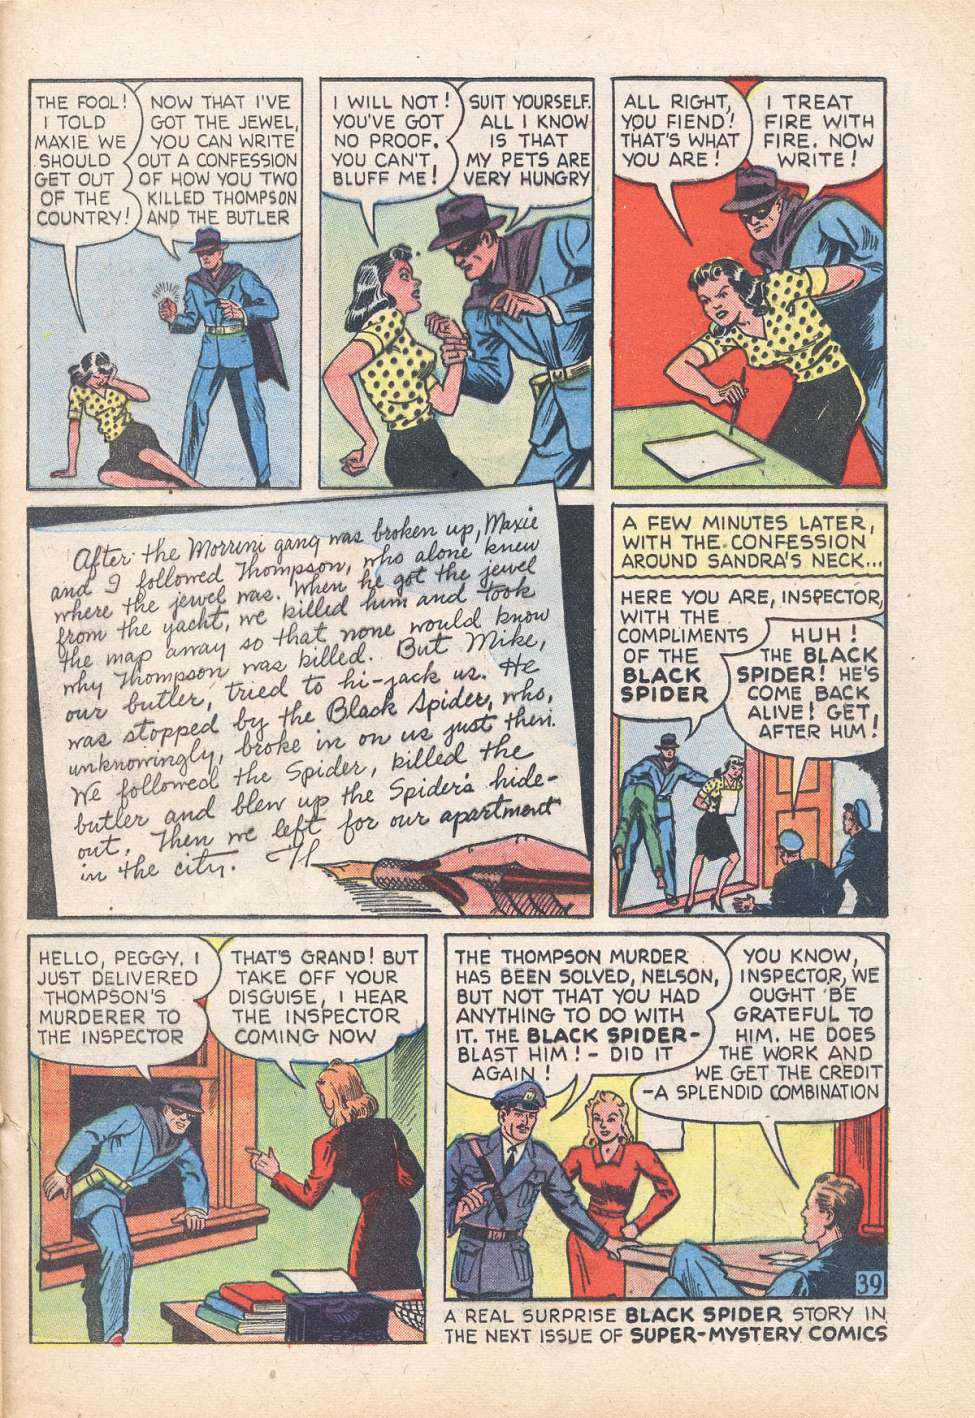 THE FOOL!
I TOLD
MAXIE WE
SHOULD
GET OUT
OF THE
COUNTRY!
NOW THAT I'VE
GOT THE JEWEL,
YOU CAN WRITE
OUT A CONFESSION
OF HOW YOU TWO
KILLED THOMPSON
AND THE BUTLER
I WILL NOT!
YOU'VE GOT
NO PROOF.
YOU CAN'T
BLUFF ME!
SUIT YOURSELF.
ALL I KNOW
IS THAT
MY PETS ARE
VERY HUNGRY
ALL RIGHT,
YOU FIEND!
THAT'S WHAT
YOU ARE!
I TREAT
FIRE WITH
FIRE. NOW
WRITE!
After the Morrini gang was broken up, Maxie
and I followed Thompson, who alone knew
where the jewel was. When he got the jewel
from the yacht, we killed him and took
the map away so that none would know
why Thompson was killed. But Mike,
our butler, tried to hi-jack us. He
was stopped by the Black Spider, who,
unknowingly, broke in on us just then.
We followed the Spider, killed the
butler and blew up the Spider's hide-
out. Then we left for our apartment
in the city.
A FEW MINUTES LATER,
WITH THE CONFESSION
AROUND SANDRA'S NECK...
HERE YOU ARE, INSPECTOR,
WITH THE
COMPLIMENTS
OF THE
BLACK
SPIDER
HUH!
THE BLACK
SPIDER! HE'S
COME BACK
ALIVE! GET
AFTER HIM!
HELLO, PEGGY. I
JUST DELIVERED
THOMPSON'S
MURDERER TO
THE INSPECTOR
THAT'S GRAND! BUT
TAKE OFF YOUR
DISGUISE, I HEAR
THE INSPECTOR
COMING NOW
THE THOMPSON MURDER
HAS BEEN SOLVED, NELSON,
BUT NOT THAT YOU HAD
ANYTHING TO DO WITH
IT. THE BLACK SPIDER-
BLAST HIM! - DID IT
AGAIN!
YOU KNOW,
INSPECTOR, WE
OUGHT BE
GRATEFUL TO
HIM. HE DOES
THE WORK AND
WE GET THE CREDIT
-A SPLENDID COMBINATION
39
A REAL SURPRISE BLACK SPIDER STORY IN
THE NEXT ISSUE OF SUPER-MYSTERY COMICS